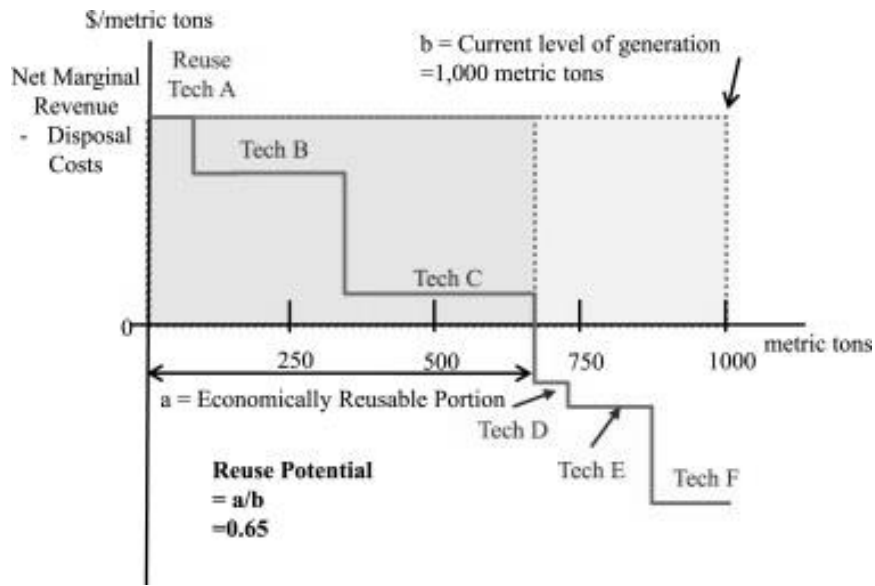 $/metric tons
Net Marginal
Revenue
- Disposal
Costs
Reuse
Tech A
b = Current level of generation
=1,000 metric tons
Tech B
Tech C
0
250
500
750
1000
metric tons
a = Economically Reusable Portion
Tech D
Tech E
Tech F
Reuse Potential
= a/b
=0.65